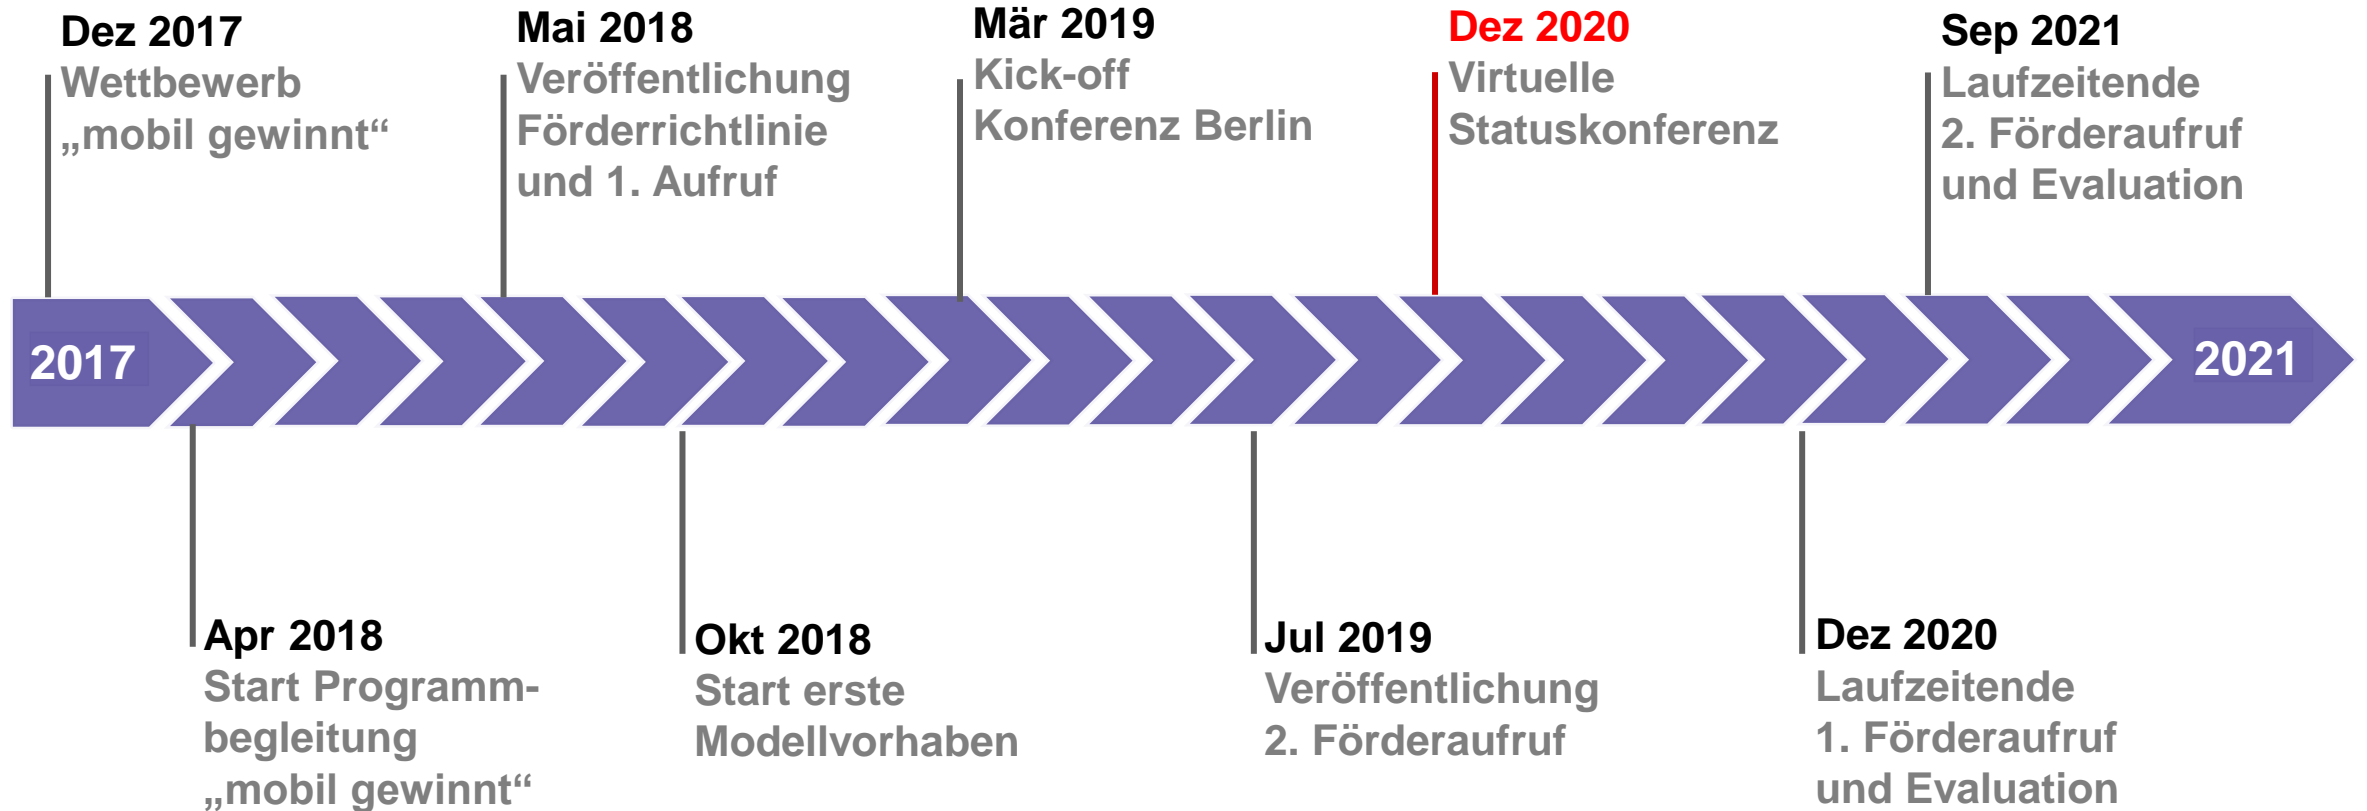 Dez 2017
Wettbewerb
„mobil gewinnt“
Mai 2018
Veröffentlichung
Förderrichtlinie
und 1. Aufruf
Mär 2019
Kick-off
Konferenz Berlin
Dez 2020
Virtuelle
Statuskonferenz
Sep 2021
Laufzeitende
2. Förderaufruf
und Evaluation
2017
2021
Apr 2018
Start Programm-
begleitung
„mobil gewinnt“
Okt 2018
Start erste
Modellvorhaben
Jul 2019
Veröffentlichung
2. Förderaufruf
Dez 2020
Laufzeitende
1. Förderaufruf
und Evaluation